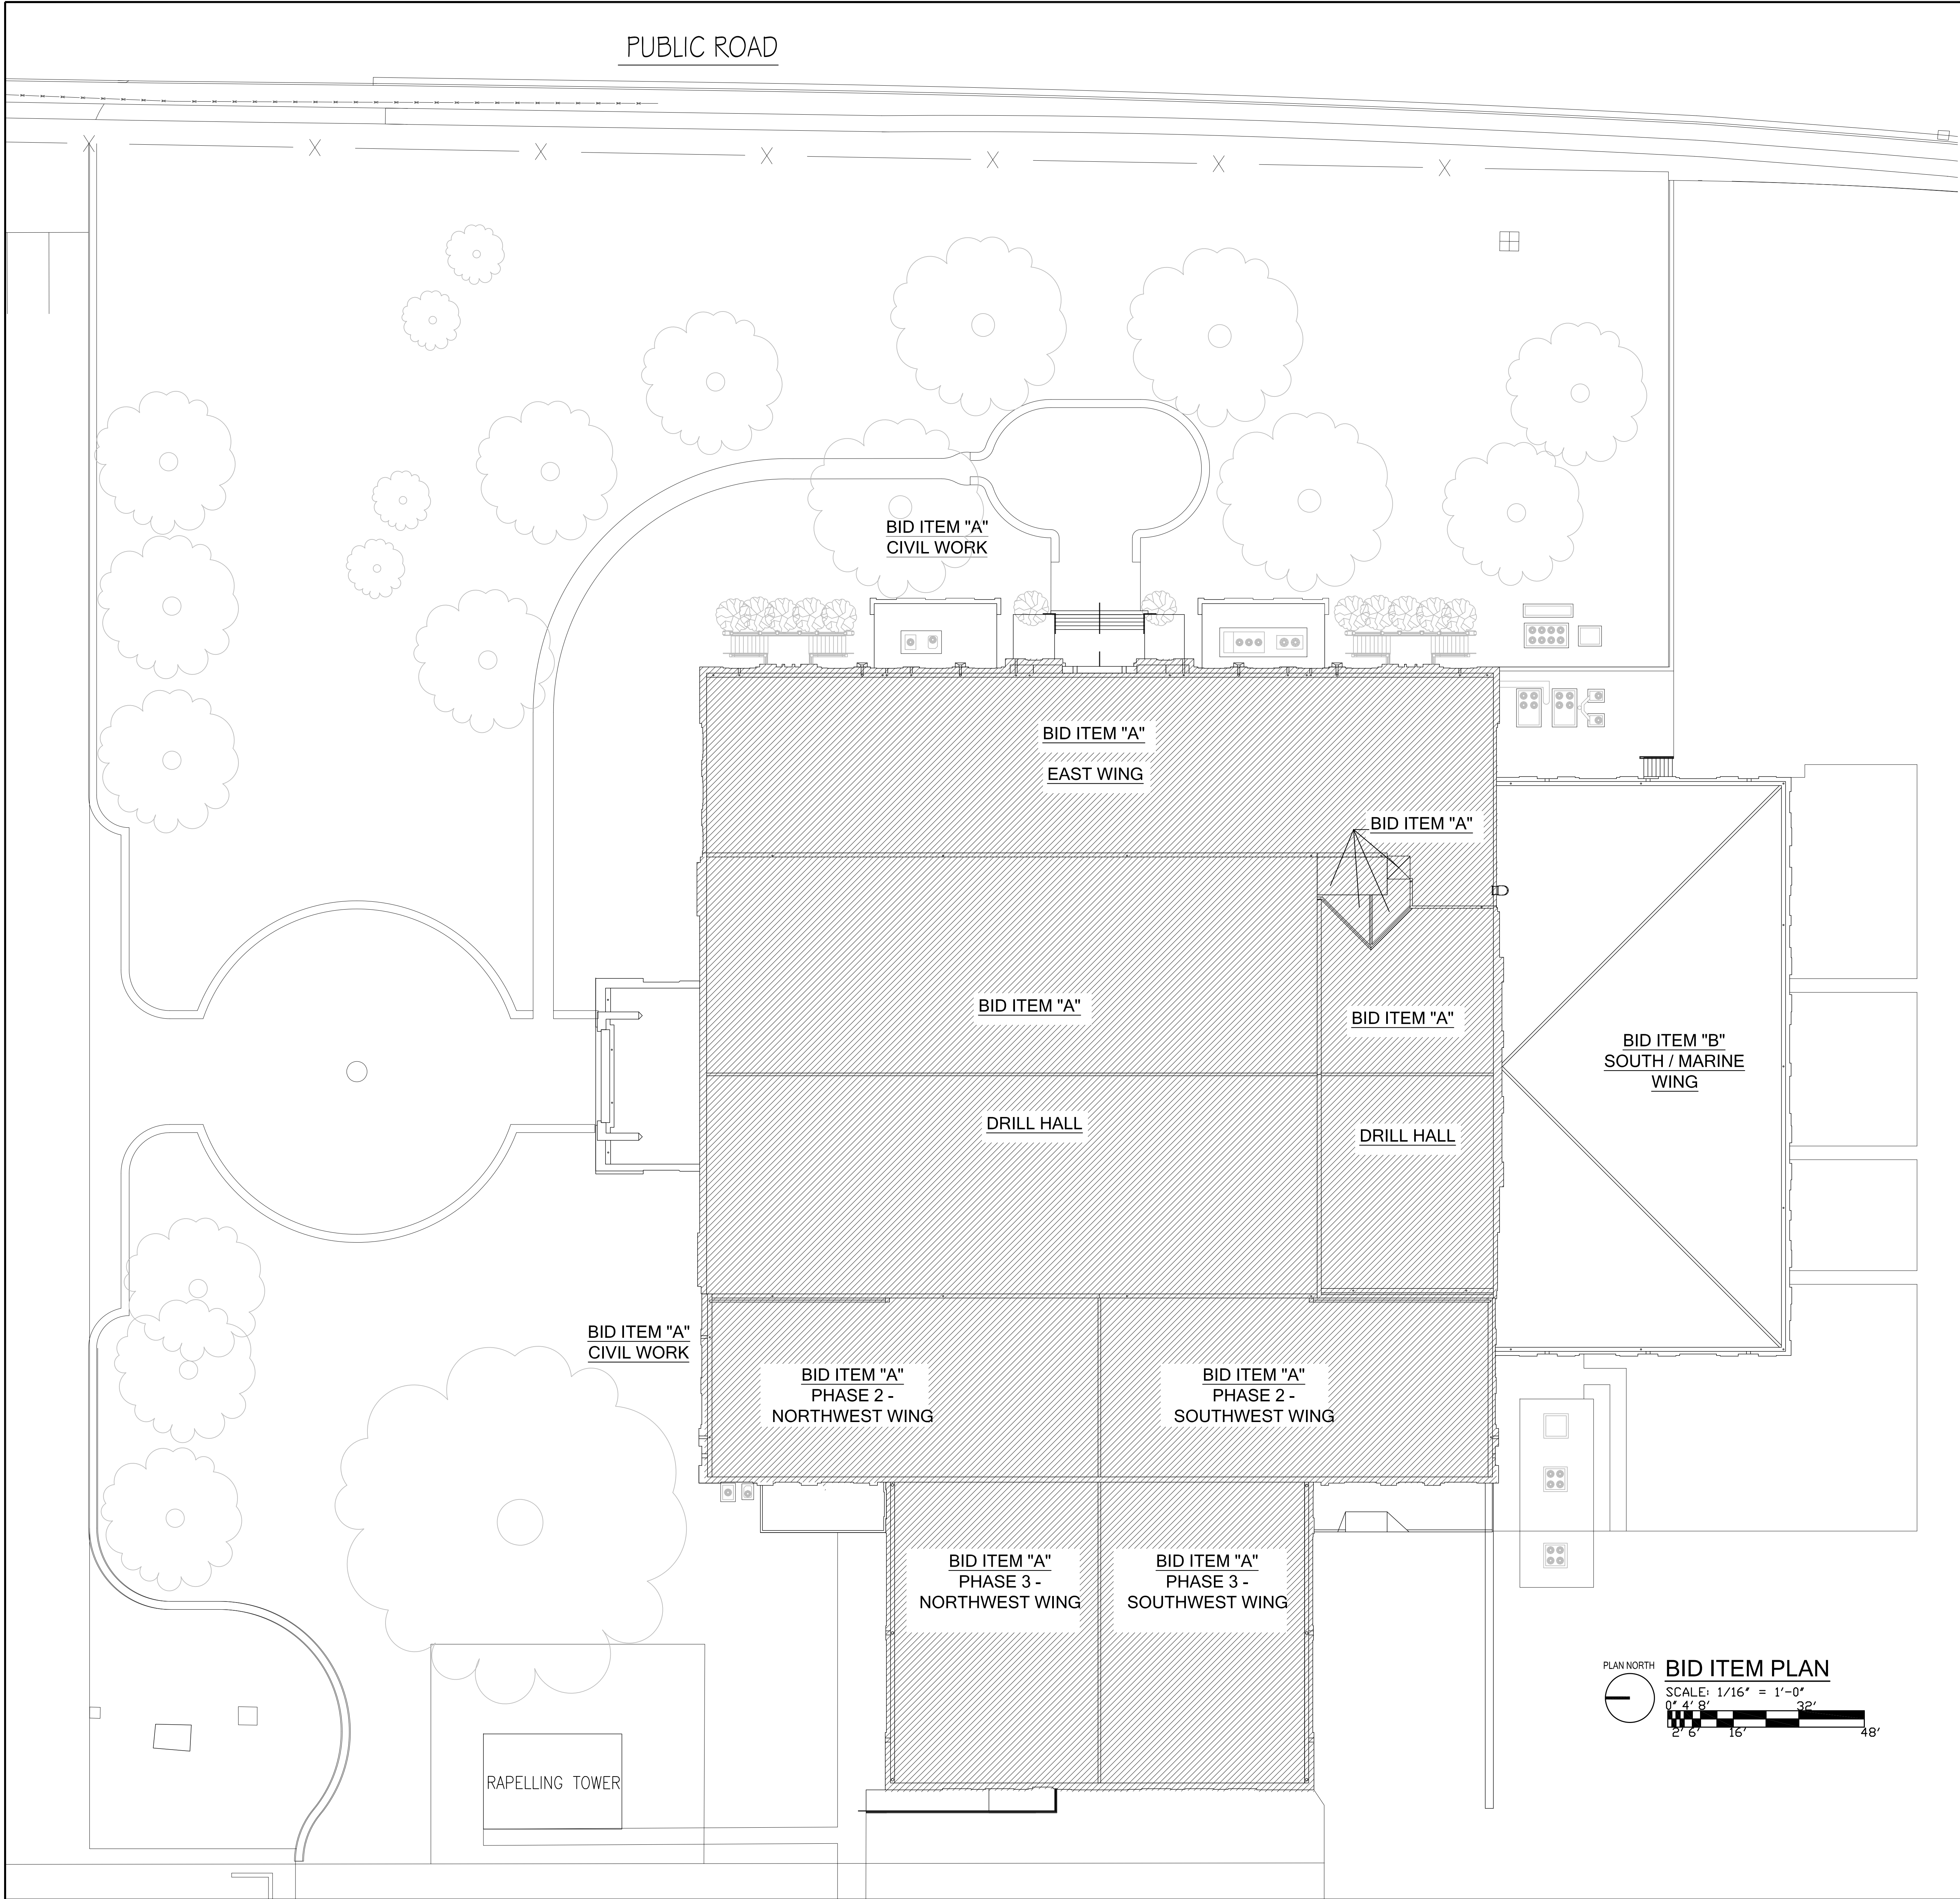 PUBLIC ROAD
BID ITEM "A"
CIVIL WORK
BID ITEM "A"
EAST WING
BID ITEM "A"
BID ITEM "A"
BID ITEM "A"
BID ITEM "B"
SOUTH / MARINE
WING
DRILL HALL
DRILL HALL
BID ITEM "A"
CIVIL WORK
BID ITEM "A"
PHASE 2 -
NORTHWEST WING
BID ITEM "A"
PHASE 2 -
SOUTHWEST WING
BID ITEM "A"
PHASE 3 -
NORTHWEST WING
BID ITEM "A"
PHASE 3 -
SOUTHWEST WING
RAPELLING TOWER
PLAN NORTH
BID ITEM PLAN
SCALE: 1/16" = 1'-0"
0" 4' 8' 32'
2' 6' 16' 48'